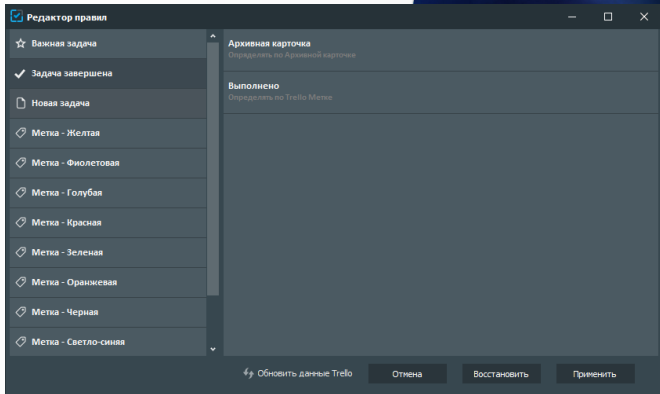 Редактор правил
Важная задача
Задача завершена
Новая задача
Метка - Желтая
Метка - Фиолетовая
Метка - Голубая
Метка - Красная
Метка - Зеленая
Метка - Оранжевая
Метка - Черная
Метка - Светло-синяя
Архивная карточка
Определять по Архивной карточке
Выполнено
Определять по Trello Метке
Обновить данные Trello
Отмена
Восстановить
Применить